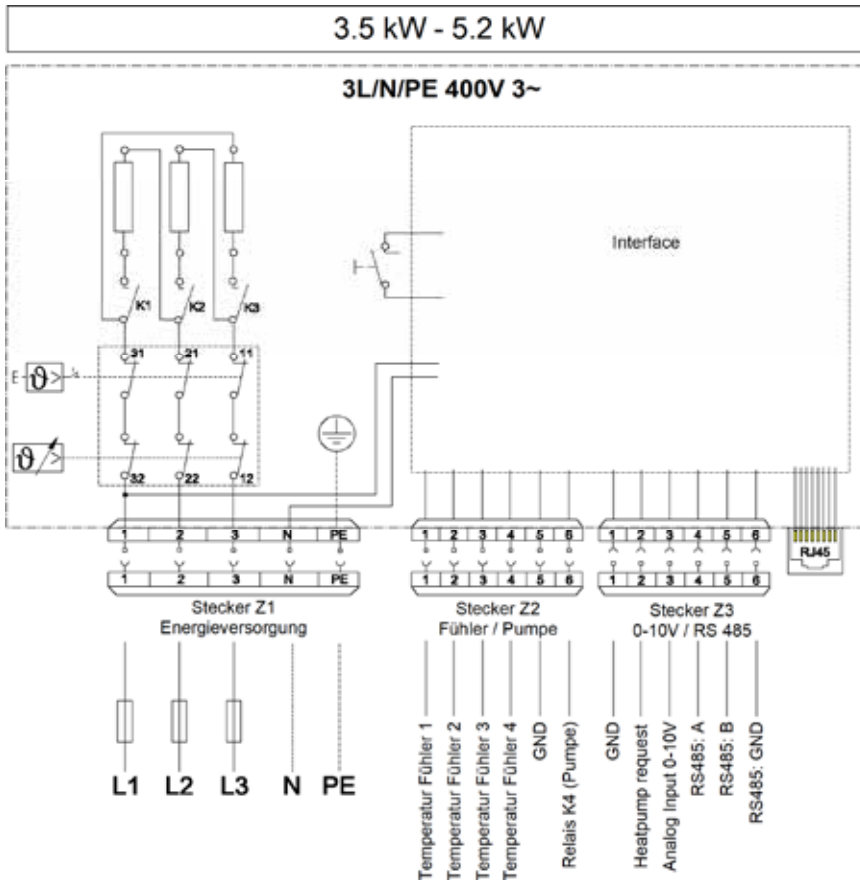 3.5 kW - 5.2 kW
3L/N/PE 400V 3~
Interface
K1 K2 K3
31 21 11
E ϑ >
ϑ
32 22 12
1 2 3 N PE
1 2 3 4 5 6
1 2 3 4 5 6
RJ45
1 2 3 N PE
1 2 3 4 5 6
1 2 3 4 5 6
Stecker Z1
Energieversorgung
Stecker Z2
Fühler / Pumpe
Stecker Z3
0-10V / RS 485
L1 L2 L3 N PE
Temperatur Fühler 1
Temperatur Fühler 2
Temperatur Fühler 3
Temperatur Fühler 4
GND
Relais K4 (Pumpe)
GND
Heatpump request
Analog Input 0-10V
RS485: A
RS485: B
RS485: GND